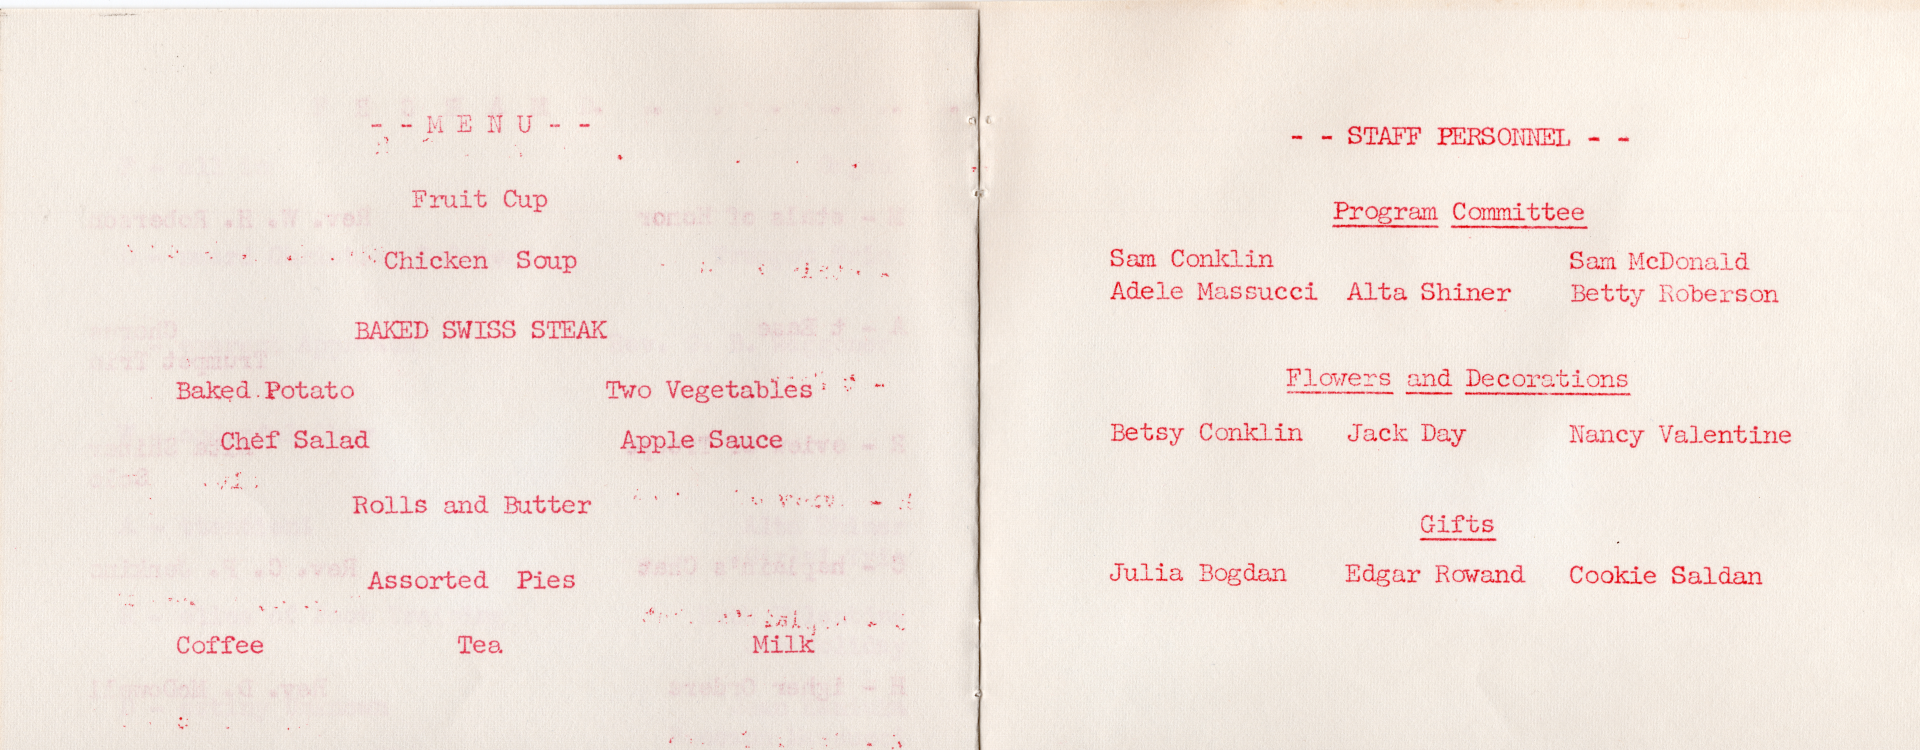 - - M E N U - -
Fruit Cup
Chicken Soup
BAKED SWISS STEAK
Baked Potato Two Vegetables
Chef Salad Apple Sauce
Rolls and Butter
Assorted Pies
Coffee Tea Milk
- - STAFF PERSONNEL - -
Program Committee
Sam Conklin Sam McDonald
Adele Massucci Alta Shiner Betty Roberson
Flowers and Decorations
Betsy Conklin Jack Day Nancy Valentine
Gifts
Julia Bogdan Edgar Rowand Cookie Saldan